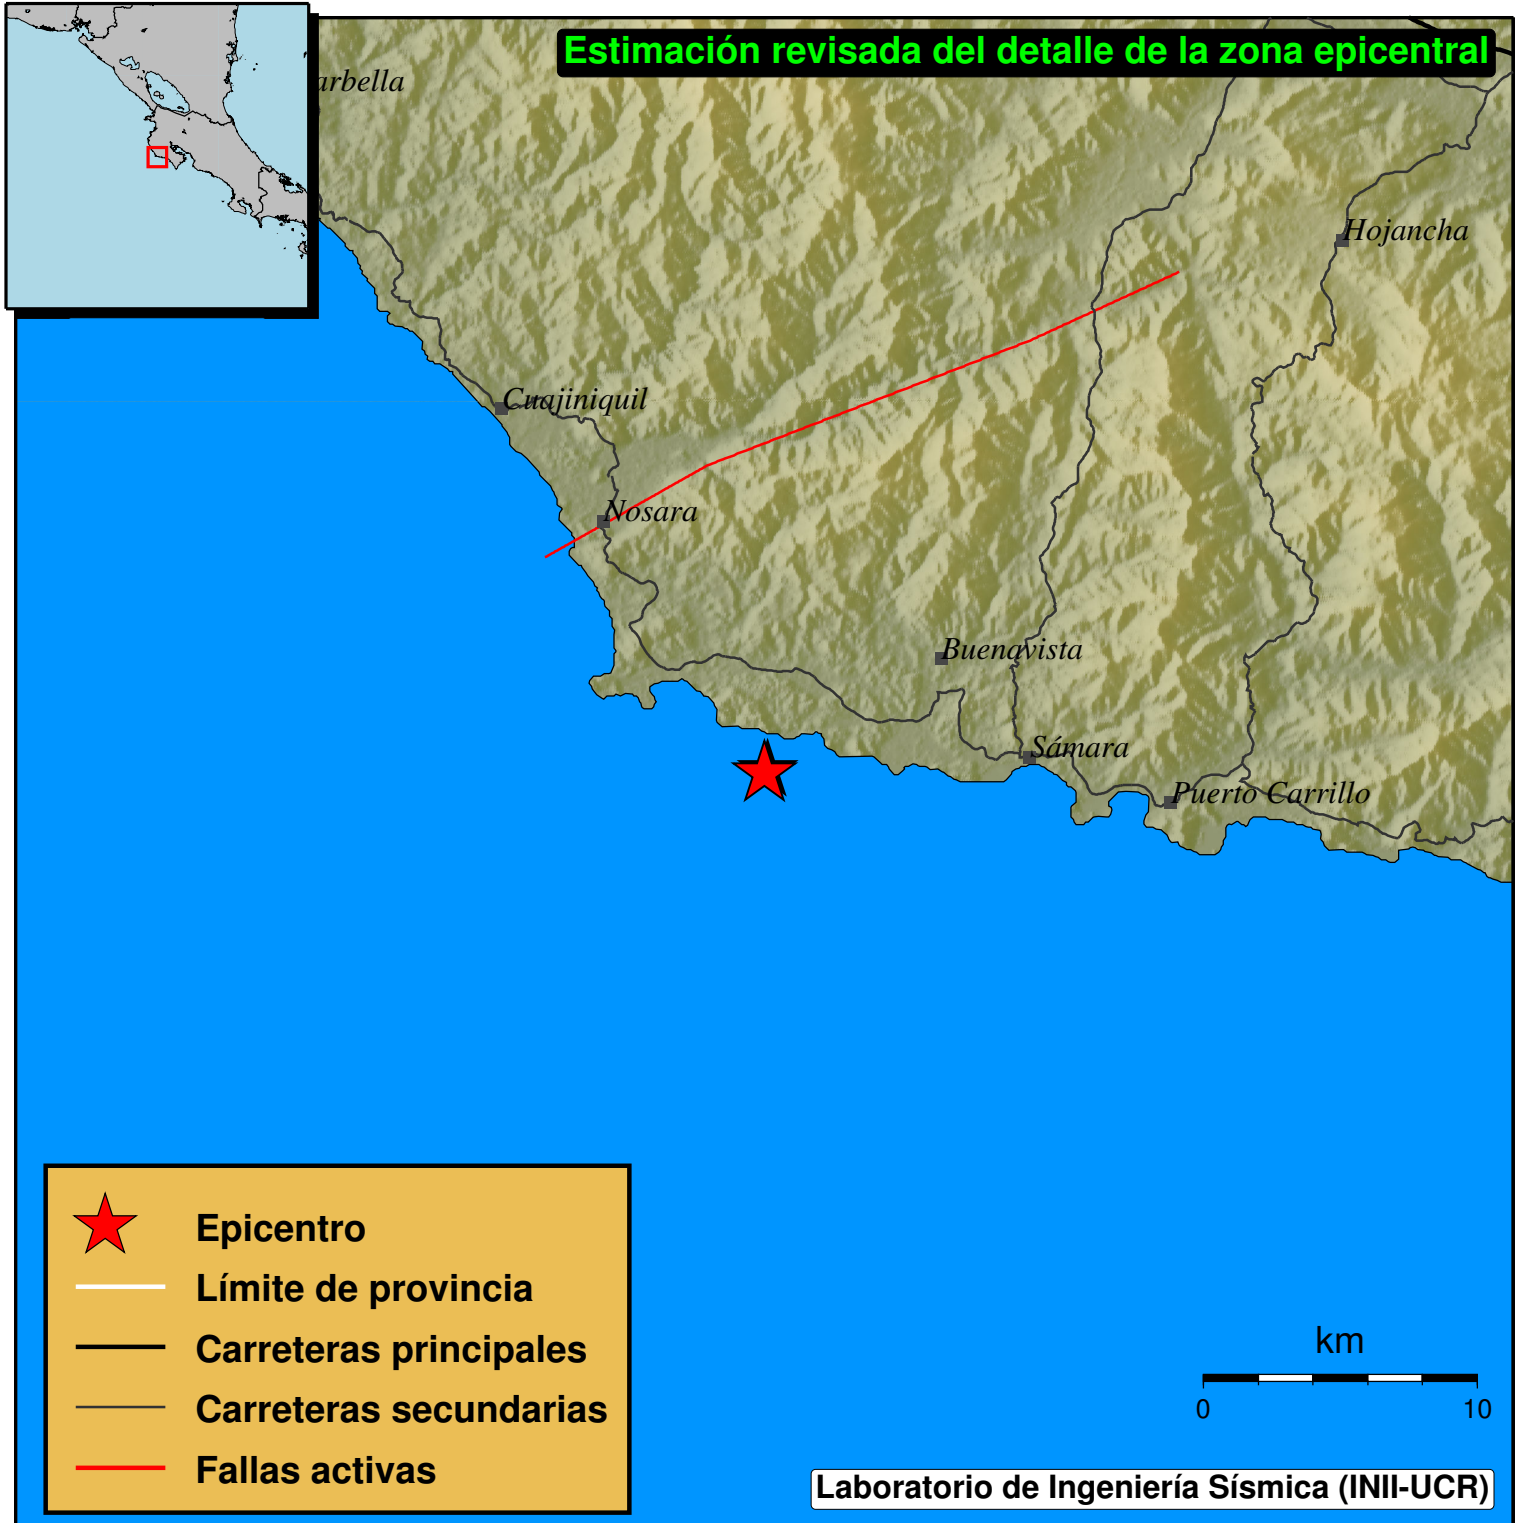 Estimación revisada del detalle de la zona epicentral
arbella
Hojancha
Cuajiniquil
Nosara
Buenavista
Sámara
Puerto Carrillo
Epicentro
Límite de provincia
Carreteras principales
Carreteras secundarias
Fallas activas
km
0 10
Laboratorio de Ingeniería Sísmica (INII-UCR)